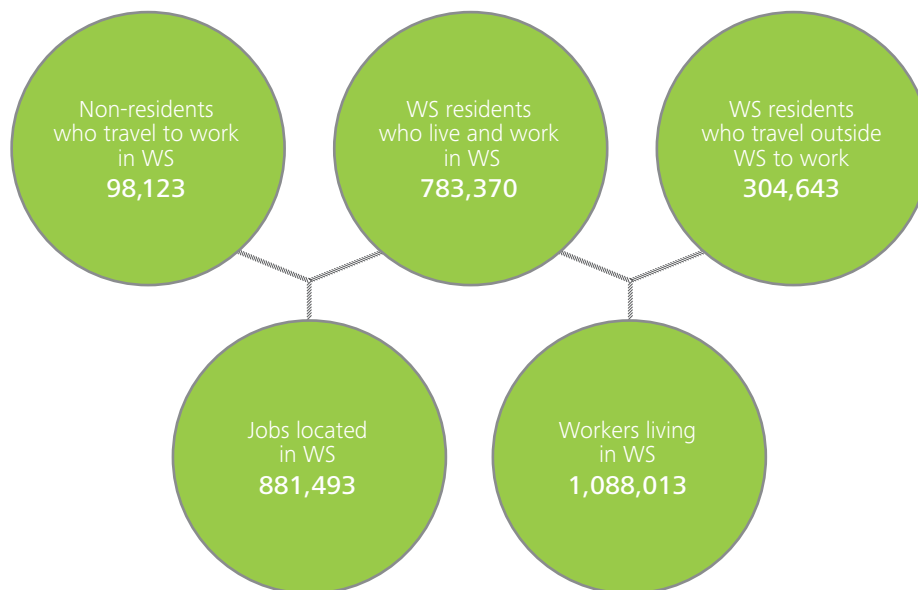 Non-residents
who travel to work
in WS
98,123
WS residents
who live and work
in WS
783,370
WS residents
who travel outside
WS to work
304,643
Jobs located
in WS
881,493
Workers living
in WS
1,088,013